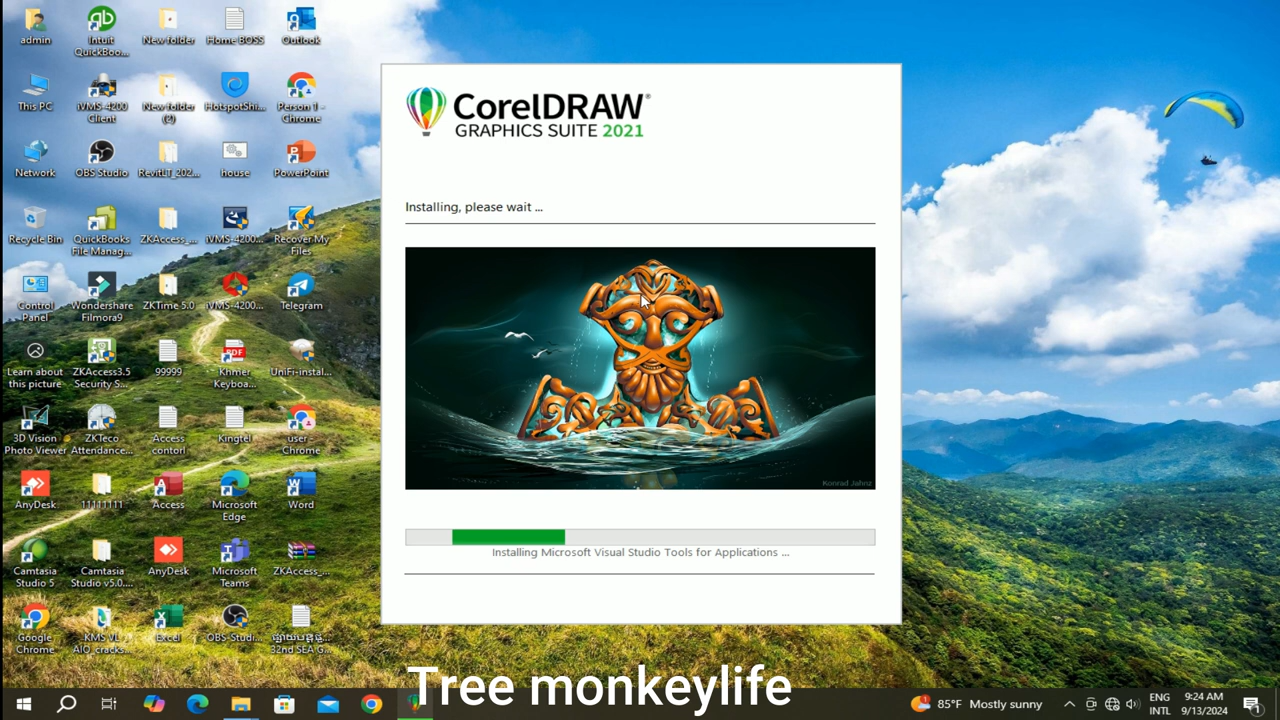 admin
Intuit
QuickBoo...
New folder
Home BOSS
Outlook
This PC
iVMS-4200
Client
New folder
(2)
HotspotShi...
Person 1 -
Chrome
Network
OBS Studio
RevitLT_202...
house
PowerPoint
Recycle Bin
QuickBooks
File Manag...
ZKAccess_...
iVMS-4200...
Recover My
Files
Control
Panel
Wondershare
Filmora9
ZKTime 5.0
iVMS-4200...
Telegram
Learn about
this picture
ZKAccess3.5
Security S...
99999
Khmer
Keyboa...
UniFi-instal...
3D Vision
Photo Viewer
ZKTeco
Attendance...
Access
contorl
Kingtel
user -
Chrome
AnyDesk
11111111
Access
Microsoft
Edge
Word
Camtasia
Studio 5
Camtasia
Studio v5.0....
AnyDesk
Microsoft
Teams
ZKAccess_...
Google
Chrome
KMS VL
AIO_cracks...
Excel
OBS-Studi...
32nd SEA G...
CorelDRAW®
GRAPHICS SUITE 2021
Installing, please wait ...
Konrad Jahnz
Installing Microsoft Visual Studio Tools for Applications ...
Tree monkeylife
85°F Mostly sunny
ENG
INTL
9:24 AM
9/13/2024